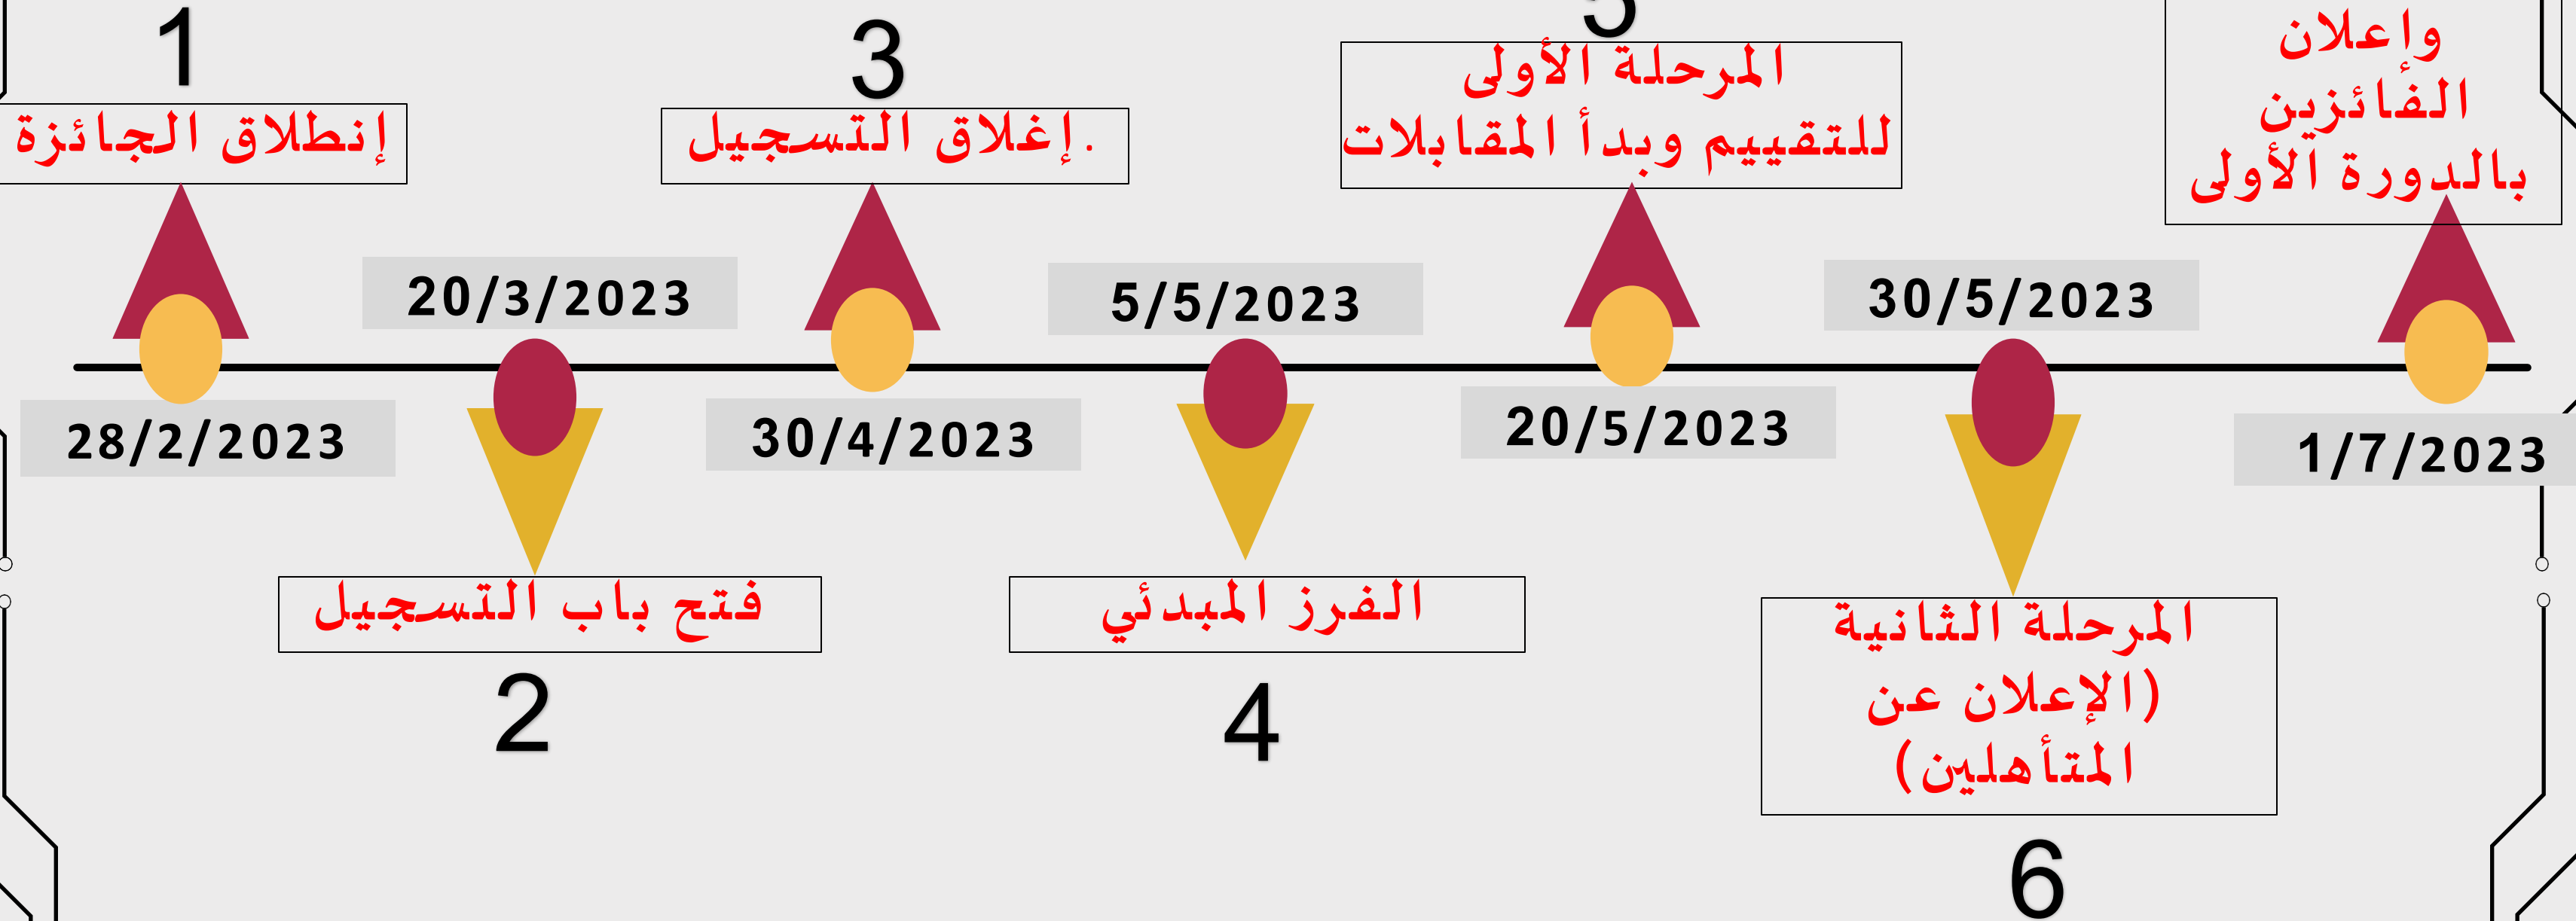 1
إنطلاق الجائزة
28/2/2023
20/3/2023
فتح باب التسجيل
2
3
إغلاق التسجيل.
30/4/2023
5/5/2023
الفرز المبدئي
4
5
المرحلة الأولى
للتقييم وبدأ المقابلات
20/5/2023
30/5/2023
المرحلة الثانية
(الإعلان عن
المتأهلين)
6
وإعلان
الفائزين
بالدورة الأولى
1/7/2023